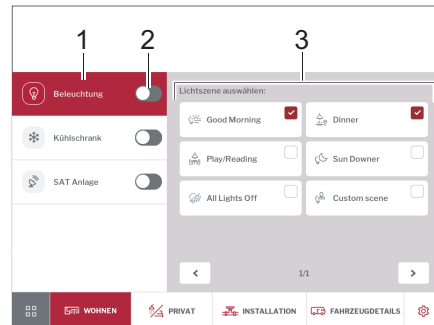 1 2 3
Beleuchtung
Kühlschrank
SAT Anlage
Lichtszene auswählen:
Good Morning
Dinner
Play/Reading
Sun Downer
All Lights Off
Custom scene
< 1/1 >
WOHNEN PRIVAT INSTALLATION FAHRZEUGDETAILS